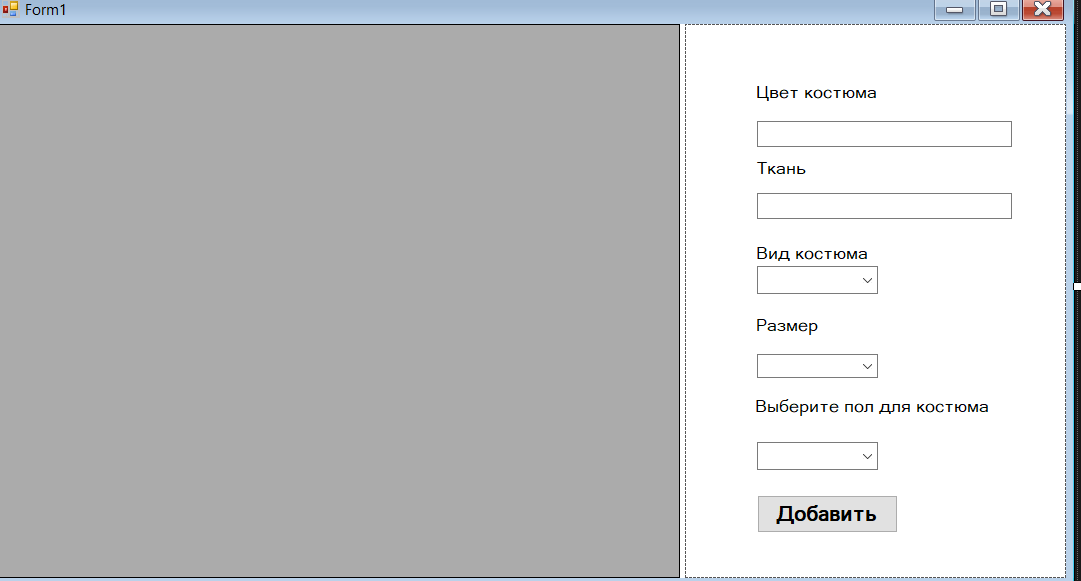 Form1
Цвет костюма
Ткань
Вид костюма
Размер
Выберите пол для костюма
Добавить